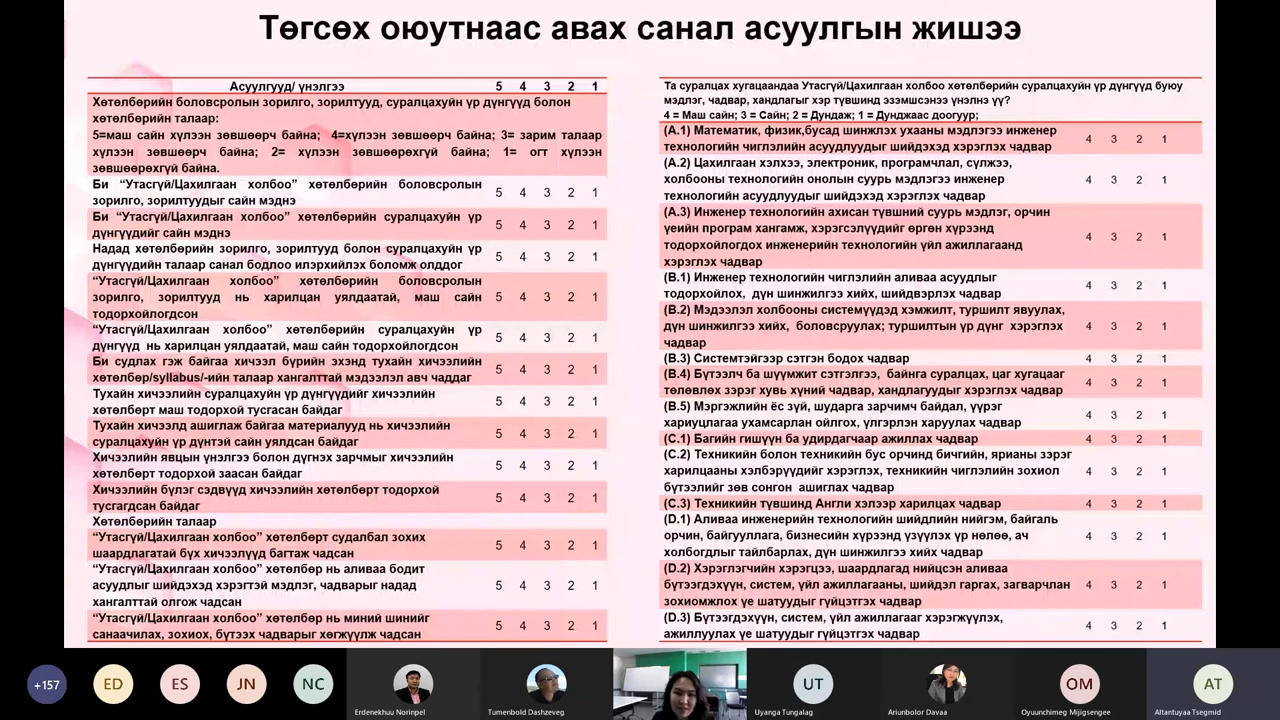 Төгсөх оюутнаас авах санал асуулгын жишээ
Асуулгууд/ үнэлгээ 5 4 3 2 1
Хөтөлбөрийн боловсролын зорилго, зорилтууд, суралцахуйн үр дүнгүүд болон
хөтөлбөрийн талаар:
5=маш сайн хүлээн зөвшөөрч байна; 4=хүлээн зөвшөөрч байна; 3= зарим талаар
хүлээн зөвшөөрч байна; 2= хүлээн зөвшөөрөхгүй байна; 1= огт хүлээн
зөвшөөрөхгүй байна.
Би “Утасгүй/Цахилгаан холбоо” хөтөлбөрийн боловсролын
зорилго, зорилтуудыг сайн мэднэ 5 4 3 2 1
Би “Утасгүй/Цахилгаан холбоо” хөтөлбөрийн суралцахуйн үр
дүнгүүдийг сайн мэднэ 5 4 3 2 1
Надад хөтөлбөрийн зорилго, зорилтууд болон суралцахуйн үр
дүнгүүдийн талаар санал бодлоо илэрхийлэх боломж олддог 5 4 3 2 1
“Утасгүй/Цахилгаан холбоо” хөтөлбөрийн боловсролын
зорилго, зорилтууд нь харилцан уялдаатай, маш сайн 5 4 3 2 1
тодорхойлогдсон
“Утасгүй/Цахилгаан холбоо” хөтөлбөрийн суралцахуйн үр
дүнгүүд нь харилцан уялдаатай, маш сайн тодорхойлогдсон 5 4 3 2 1
Би судлах гэж байгаа хичээл бүрийн эхэнд тухайн хичээлийн
хөтөлбөр/syllabus/-ийн талаар хангалттай мэдээлэл авч чаддаг 5 4 3 2 1
Тухайн хичээлийн суралцахуйн үр дүнгүүдийг хичээлийн
хөтөлбөрт маш тодорхой тусгасан байдаг 5 4 3 2 1
Тухайн хичээлд ашиглаж байгаа материалууд нь хичээлийн
суралцахуйн үр дүнтэй сайн уялдсан байдаг 5 4 3 2 1
Хичээлийн явцын үнэлгээ болон дүгнэх зарчмыг хичээлийн
хөтөлбөрт тодорхой заасан байдаг 5 4 3 2 1
Хичээлийн бүлэг сэдвүүд хичээлийн хөтөлбөрт тодорхой
тусгагдсан байдаг 5 4 3 2 1
Хөтөлбөрийн талаар
“Утасгүй/Цахилгаан холбоо” хөтөлбөрт судалбал зохих
шаардлагатай бүх хичээлүүд багтаж чадсан 5 4 3 2 1
“Утасгүй/Цахилгаан холбоо” хөтөлбөр нь аливаа бодит
асуудлыг шийдэхэд хэрэгтэй мэдлэг, чадварыг надад 5 4 3 2 1
хангалттай олгож чадсан
“Утасгүй/Цахилгаан холбоо” хөтөлбөр нь миний шинийг
санаачилах, зохиох, бүтээх чадварыг хөгжүүлж чадсан 5 4 3 2 1
Та суралцах хугацаандаа Утасгүй/Цахилгаан холбоо хөтөлбөрийн суралцахуйн үр дүнгүүд буюу
мэдлэг, чадвар, хандлагыг хэр түвшинд эзэмшсэнээ үнэлнэ үү?
4 = Маш сайн; 3 = Сайн; 2 = Дундаж; 1 = Дунджаас доогуур;
(А.1) Математик, физик,бусад шинжлэх ухааны мэдлэгээ инженер
технологийн чиглэлийн асуудлуудыг шийдэхэд хэрэглэх чадвар 4 3 2 1
(А.2) Цахилгаан хэлхээ, электроник, програмчлал, сүлжээ,
холбооны технологийн онолын суурь мэдлэгээ инженер 4 3 2 1
технологийн асуудлуудыг шийдэхэд хэрэглэх чадвар
(А.3) Инженер технологийн ахисан түвшний суурь мэдлэг, орчин
үеийн програм хангамж, хэрэгсэлүүдийг өргөн хүрээнд
тодорхойлогдох инженерийн технологийн үйл ажиллагаанд 4 3 2 1
хэрэглэх чадвар
(B.1) Инженер технологийн чиглэлийн аливаа асуудлыг
тодорхойлох, дүн шинжилгээ хийх, шийдвэрлэх чадвар 4 3 2 1
(B.2) Мэдээлэл холбооны системүүдэд хэмжилт, туршилт явуулах,
дүн шинжилгээ хийх, боловсруулах; туршилтын үр дүнг хэрэглэх 4 3 2 1
чадвар
(B.3) Системтэйгээр сэтгэн бодох чадвар 4 3 2 1
(B.4) Бүтээлч ба шүүмжит сэтгэлгээ, байнга суралцах, цаг хугацааг
төлөвлөх зэрэг хувь хүний чадвар, хандлагуудыг хэрэглэх чадвар 4 3 2 1
(B.5) Мэргэжлийн ёс зүй, шударга зарчимч байдал, үүрэг
хариуцлагаа ухамсарлан ойлгох, үлгэрлэн харуулах чадвар 4 3 2 1
(C.1) Багийн гишүүн ба удирдагчаар ажиллах чадвар 4 3 2 1
(C.2) Техникийн болон техникийн бус орчинд бичгийн, ярианы зэрэг
харилцааны хэлбэрүүдийг хэрэглэх, техникийн чиглэлийн зохиол 4 3 2 1
бүтээлийг зөв сонгон ашиглах чадвар
(C.3) Техникийн түвшинд Англи хэлээр харилцах чадвар 4 3 2 1
(D.1) Аливаа инженерийн технологийн шийдлийн нийгэм, байгаль
орчин, байгууллага, бизнесийн хүрээнд үзүүлэх үр нөлөө, ач 4 3 2 1
холбогдлыг тайлбарлах, дүн шинжилгээ хийх чадвар
(D.2) Хэрэглэгчийн хэрэгцээ, шаардлагад нийцсэн аливаа
бүтээгдэхүүн, систем, үйл ажиллагааны, шийдэл гаргах, загварчлан 4 3 2 1
зохиомжлох үе шатуудыг гүйцэтгэх чадвар
(D.3) Бүтээгдэхүүн, систем, үйл ажиллагааг хэрэгжүүлэх,
ажиллуулах үе шатуудыг гүйцэтгэх чадвар 4 3 2 1
+157 ED ES JN NC UT OM AT
Erdenekhuu Norinpel Tumenbold Dashzeveg Uyanga Tungalag Ariunbolor Davaa Oyuunchimeg Mijigsengee Altantuyaa Tsegmid